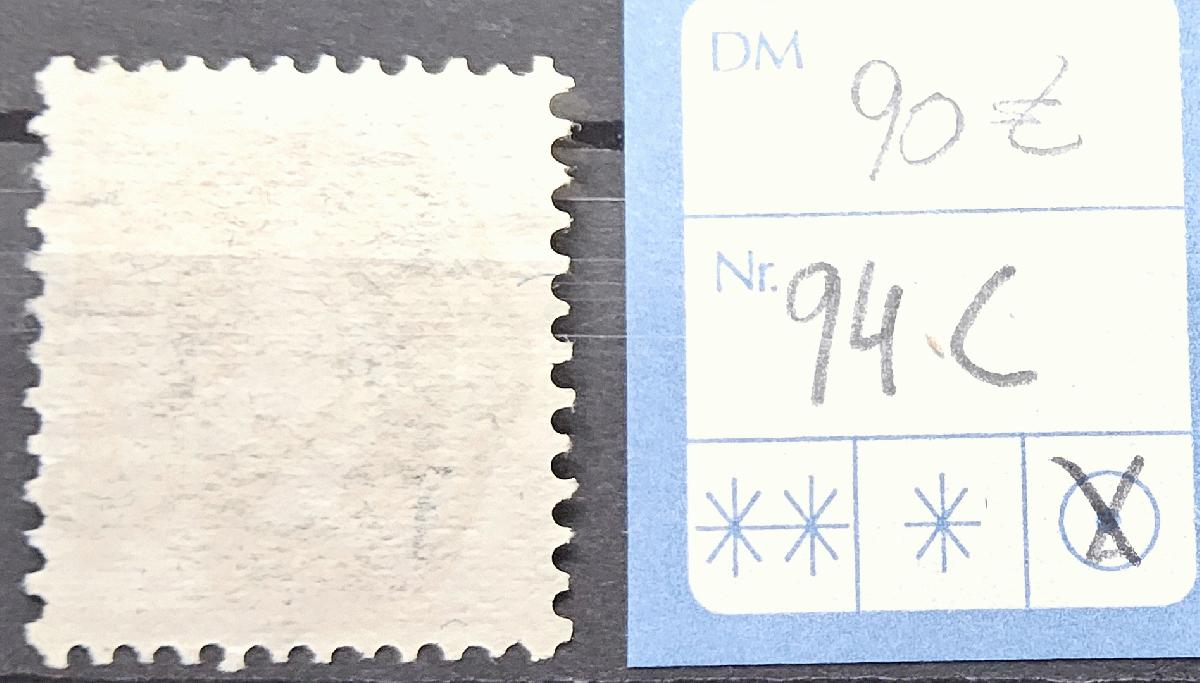 DM 90 €
Nr. 94 C